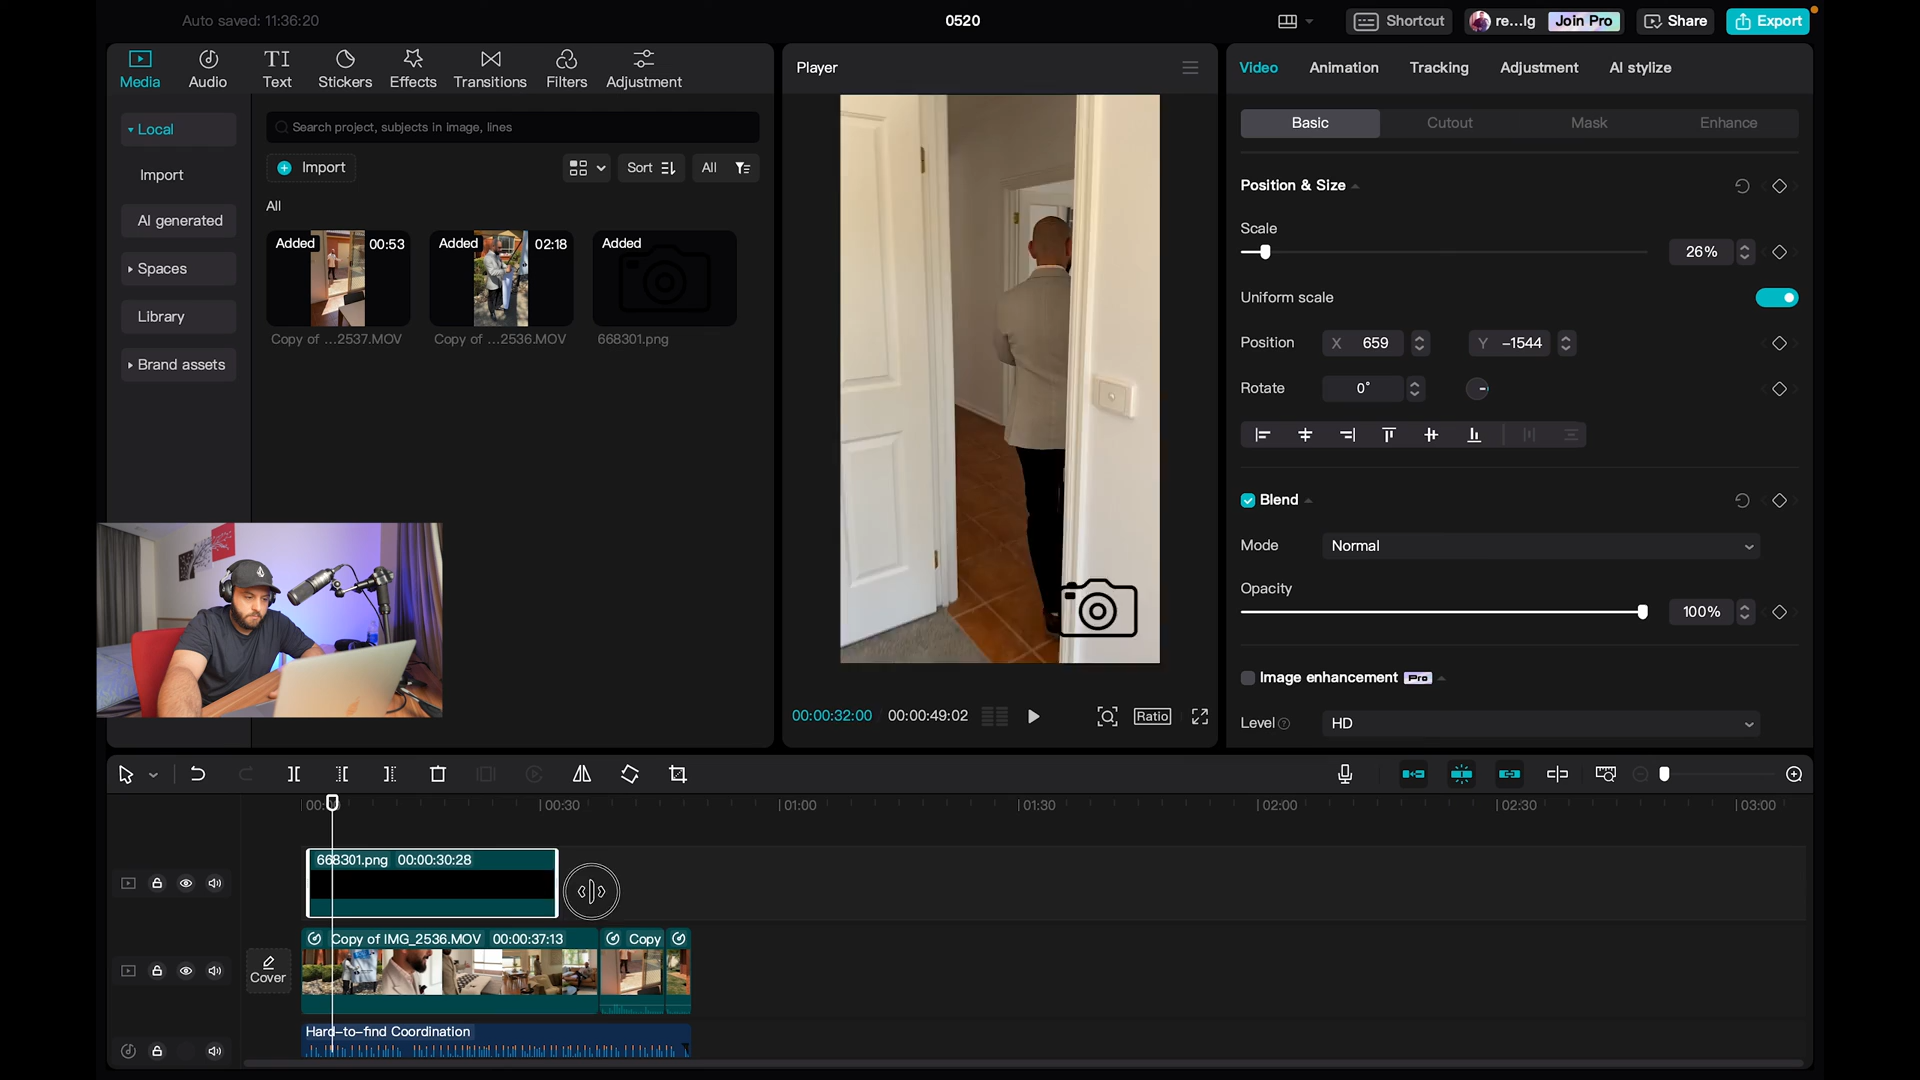 Auto saved: 11:36:20
0520
Shortcut
re...lg
Join Pro
Share
Export
Media
Audio
Text
Stickers
Effects
Transitions
Filters
Adjustment
Local
Import
AI generated
Spaces
Library
Brand assets
Search project, subjects in image, lines
Import
Sort
All
All
Added
00:53
Added
02:18
Added
Copy of ...2537.MOV
Copy of ...2536.MOV
668301.png
Player
00:00:32:00
00:00:49:02
Ratio
Video
Animation
Tracking
Adjustment
AI stylize
Basic
Cutout
Mask
Enhance
Position & Size
Scale
26%
Uniform scale
Position
X 659
Y -1544
Rotate
0°
Blend
Mode
Normal
Opacity
100%
Image enhancement
Pro
Level
HD
00:30
01:00
01:30
02:00
02:30
03:00
668301.png 00:00:30:28
Copy of IMG_2536.MOV 00:00:37:13
Copy
Cover
Hard-to-find Coordination